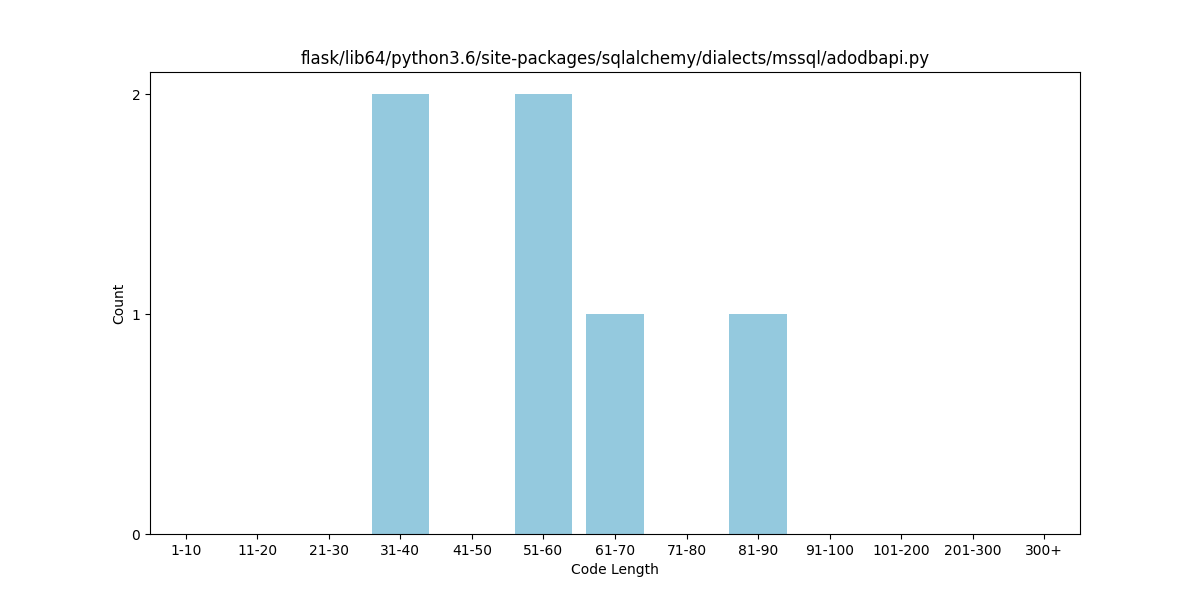 flask/lib64/python3.6/site-packages/sqlalchemy/dialects/mssql/adodbapi.py
2
1
0
Count
1-10 11-20 21-30 31-40 41-50 51-60 61-70 71-80 81-90 91-100 101-200 201-300 300+
Code Length